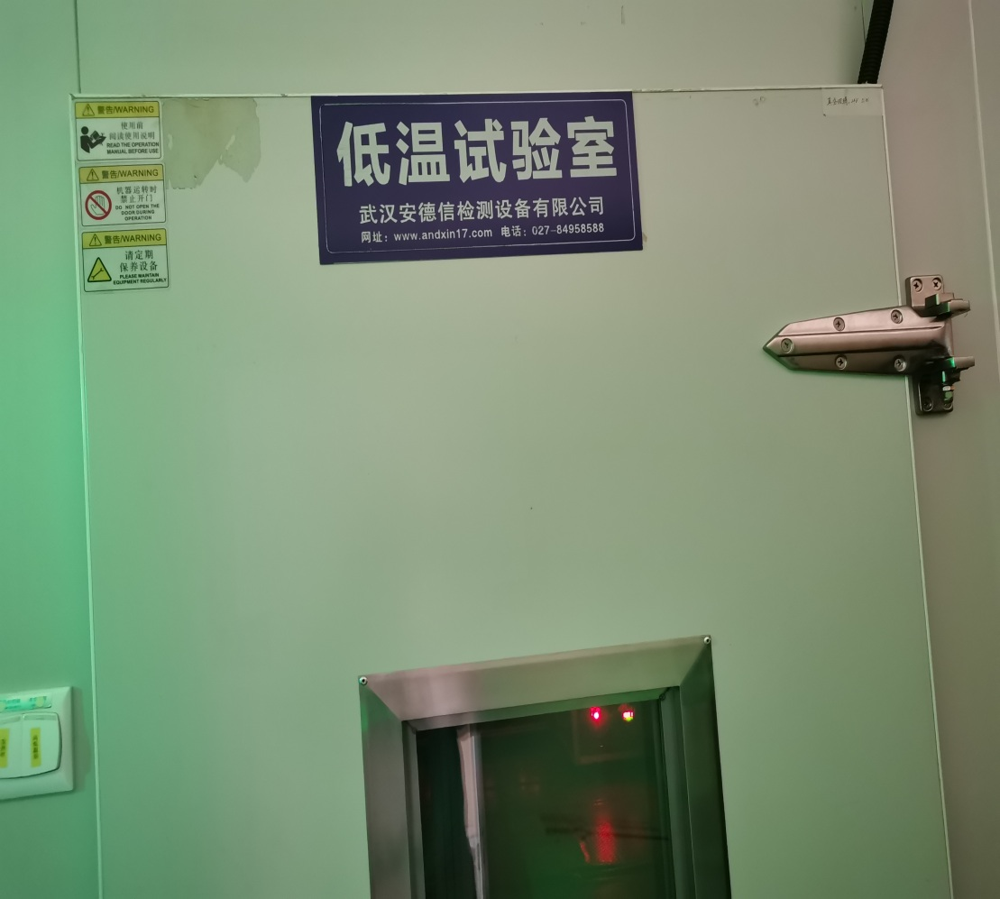 警告/WARNING
使用前
阅读使用说明
READ THE OPERATION
MANUAL BEFORE USE
警告/WARNING
机器运转时
禁止开门
DO NOT OPEN THE
DOOR DURING
OPERATION
警告/WARNING
请定期
保养设备
PLEASE MAINTAIN
EQUIPMENT REGULARLY
低温试验室
武汉安德信检测设备有限公司
网址：www.andxin17.com 电话：027-84958588